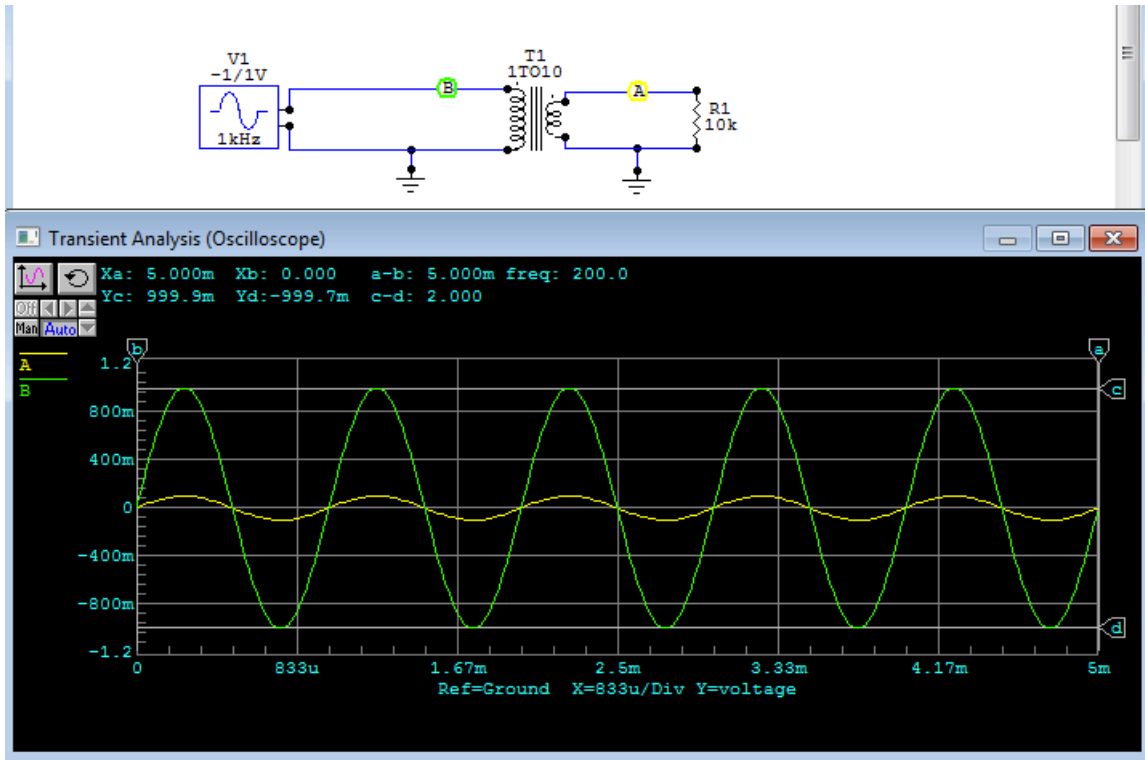 V1
-1/1V
1kHz
B
T1
1TO10
A
R1
10k
Transient Analysis (Oscilloscope)
Xa: 5.000m Xb: 0.000 a-b: 5.000m freq: 200.0
Yc: 999.9m Yd:-999.7m c-d: 2.000
Off
Man Auto
A
B
b
a
c
d
1.2
800m
400m
0
-400m
-800m
-1.2
0 833u 1.67m 2.5m 3.33m 4.17m 5m
Ref=Ground X=833u/Div Y=voltage